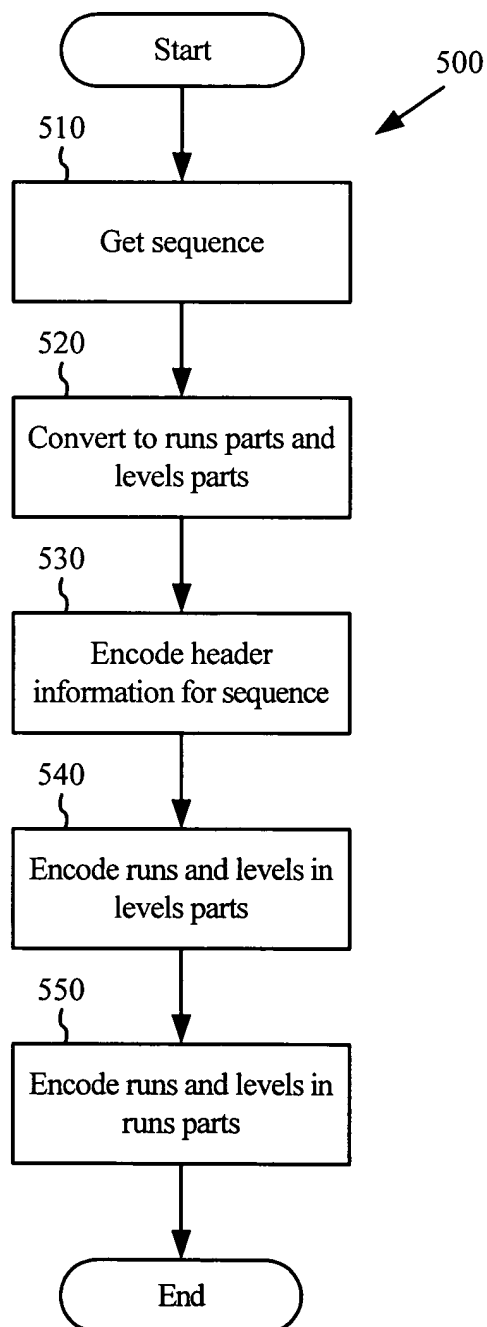 Start
500
510
Get sequence
520
Convert to runs parts and
levels parts
530
Encode header
information for sequence
540
Encode runs and levels in
levels parts
550
Encode runs and levels in
runs parts
End